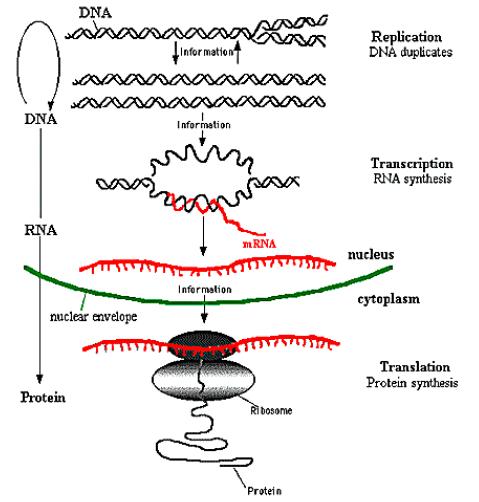 DNA
Replication
DNA duplicates
Information
DNA
Information
Transcription
RNA synthesis
RNA
mRNA
nucleus
Information
cytoplasm
nuclear envelope
Translation
Protein synthesis
Protein
Ribosome
Protein